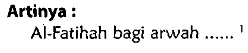 Artinya :
Al-Fatihah bagi arwah ...... ¹